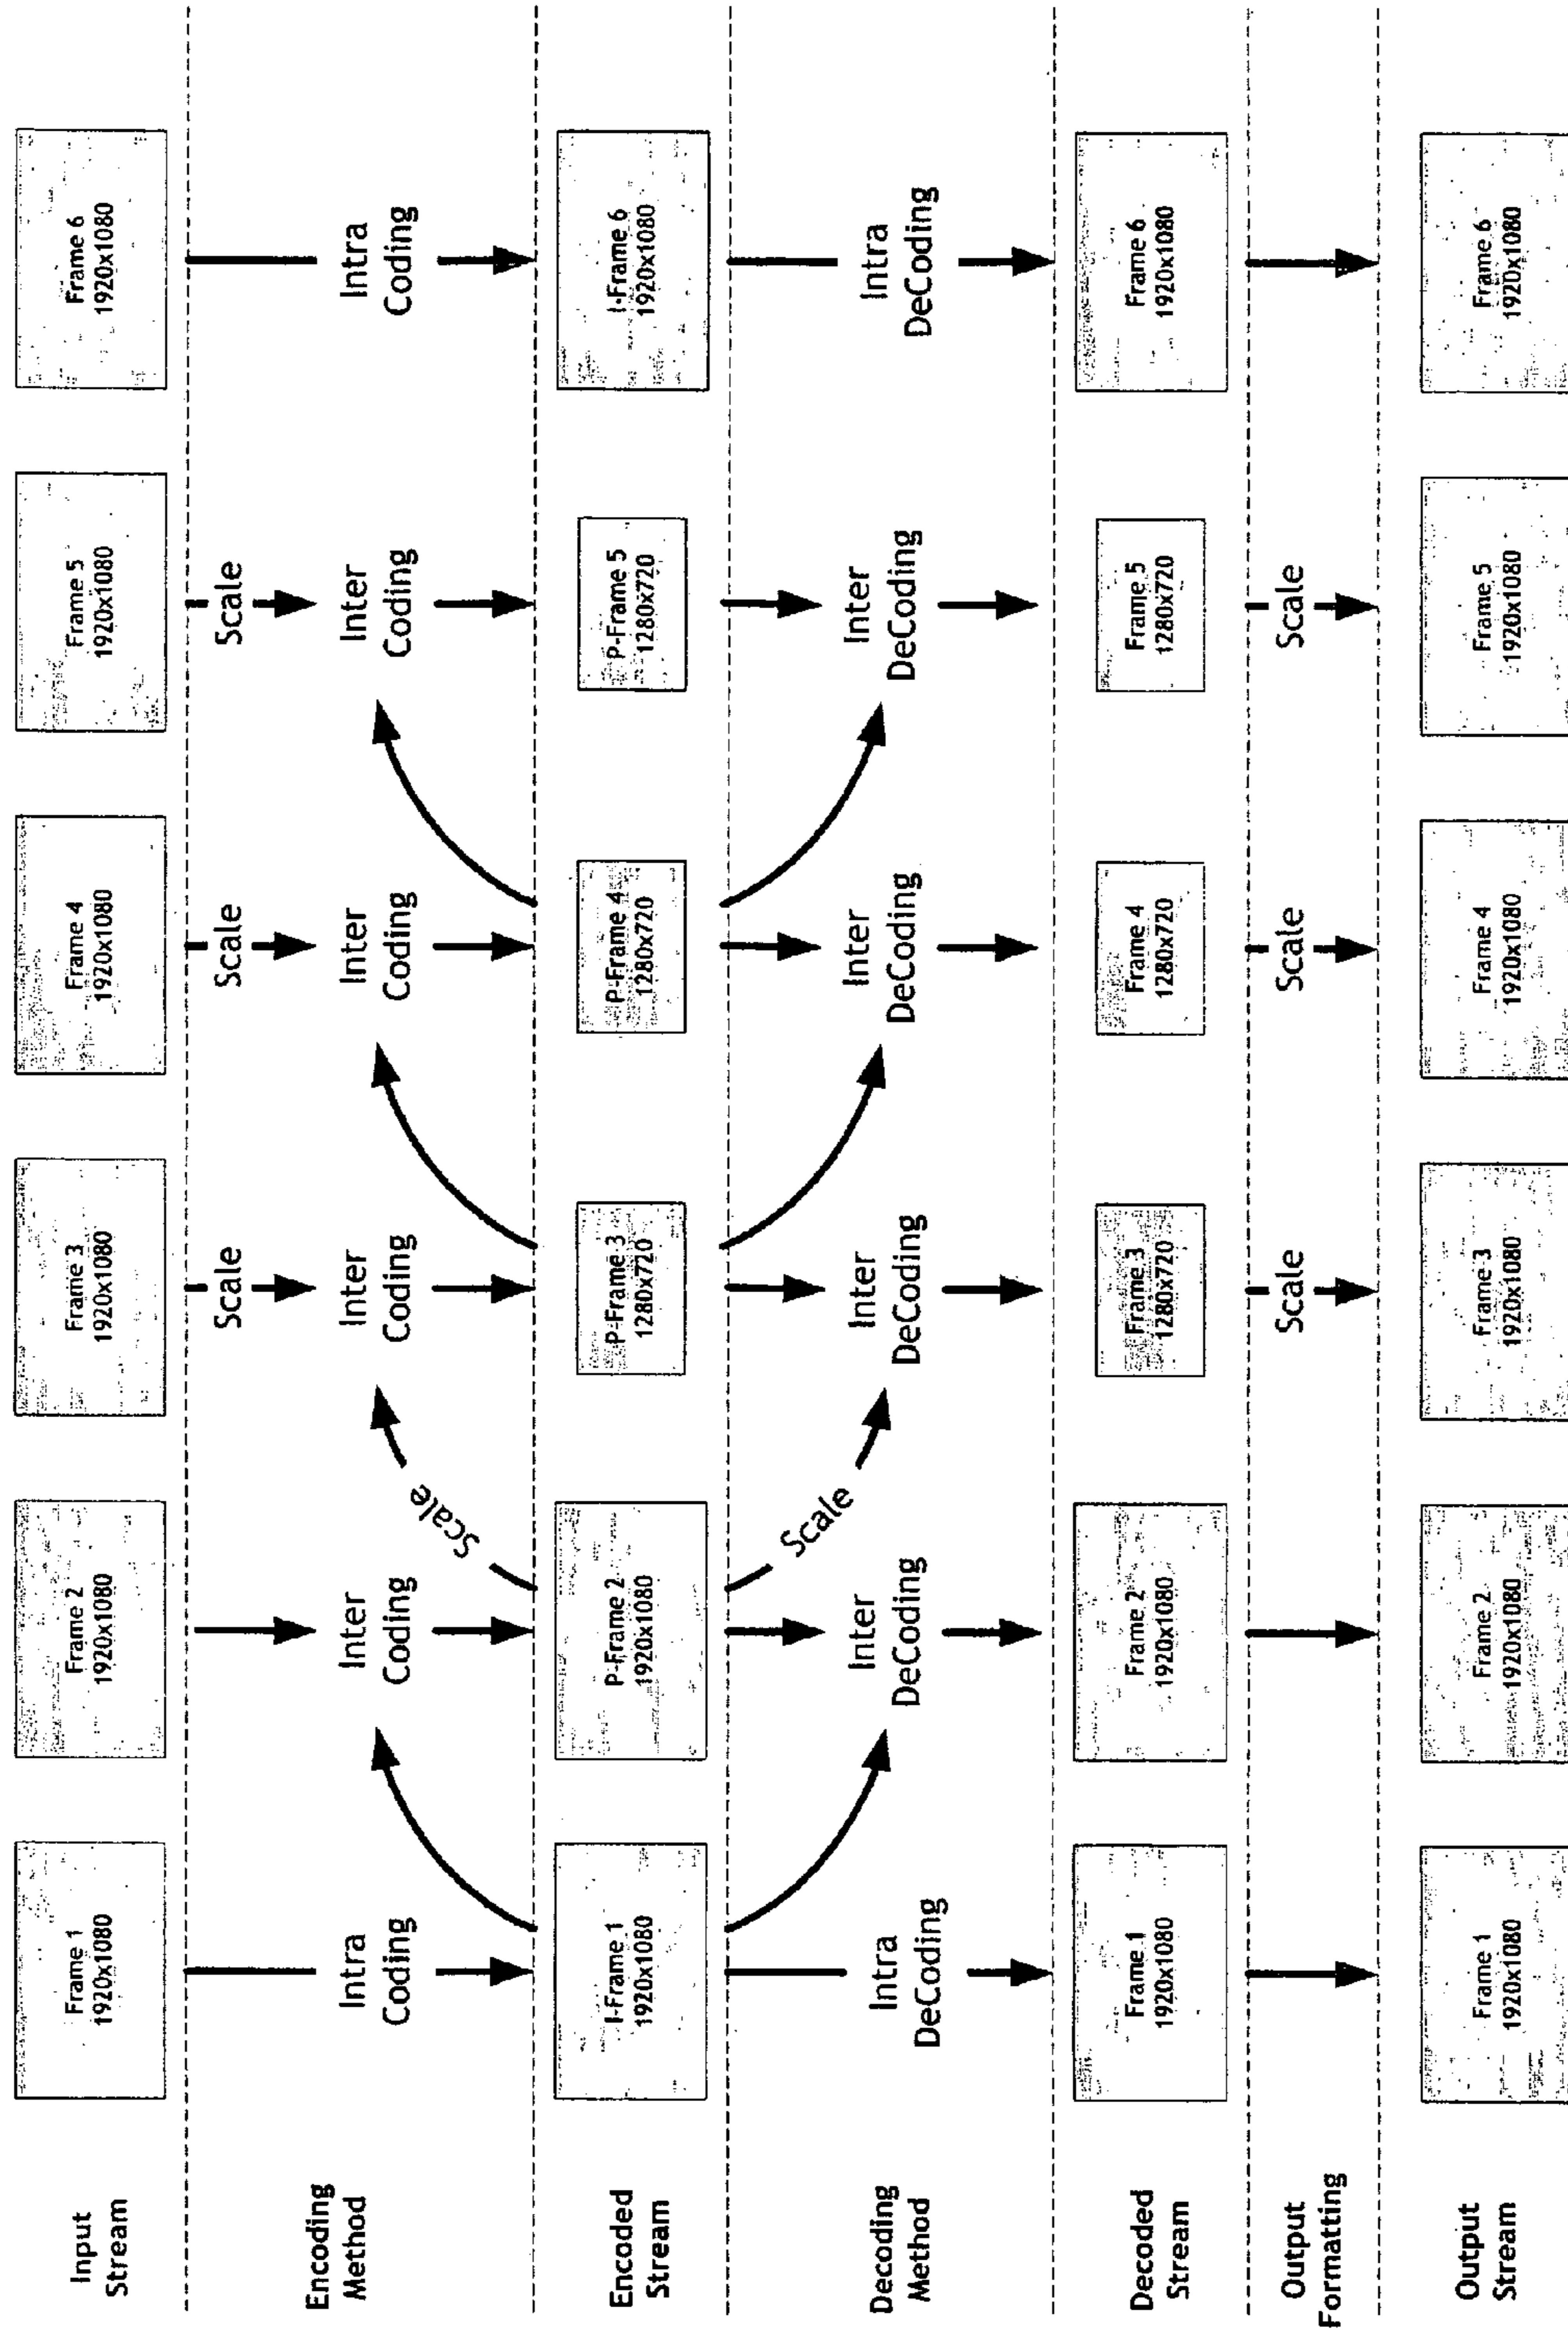 Input
Stream
Frame 1
1920x1080
Frame 2
1920x1080
Frame 3
1920x1080
Frame 4
1920x1080
Frame 5
1920x1080
Frame 6
1920x1080
Encoding
Method
Scale
Scale
Scale
Intra
Coding
Inter
Coding
Scale
Inter
Coding
Inter
Coding
Inter
Coding
Intra
Coding
Encoded
Stream
I-Frame 1
1920x1080
P-Frame 2
1920x1080
P-Frame 3
1280x720
P-Frame 4
1280x720
P-Frame 5
1280x720
I-Frame 6
1920x1080
Decoding
Method
Intra
DeCoding
Inter
DeCoding
Scale
Inter
DeCoding
Inter
DeCoding
Inter
DeCoding
Intra
DeCoding
Decoded
Stream
Frame 1
1920x1080
Frame 2
1920x1080
Frame 3
1280x720
Frame 4
1280x720
Frame 5
1280x720
Frame 6
1920x1080
Output
Formatting
Scale
Scale
Scale
Output
Stream
Frame 1
1920x1080
Frame 2
1920x1080
Frame 3
1920x1080
Frame 4
1920x1080
Frame 5
1920x1080
Frame 6
1920x1080